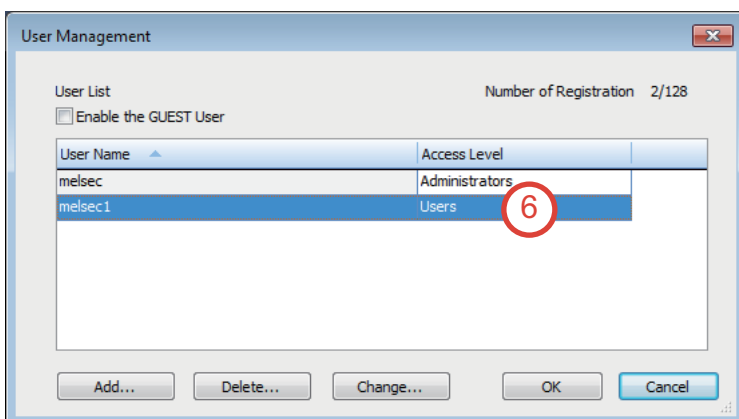 User Management
User List Number of Registration 2/128
Enable the GUEST User
User Name Access Level
melsec Administrators
melsec1 Users 6
Add... Delete... Change... OK Cancel